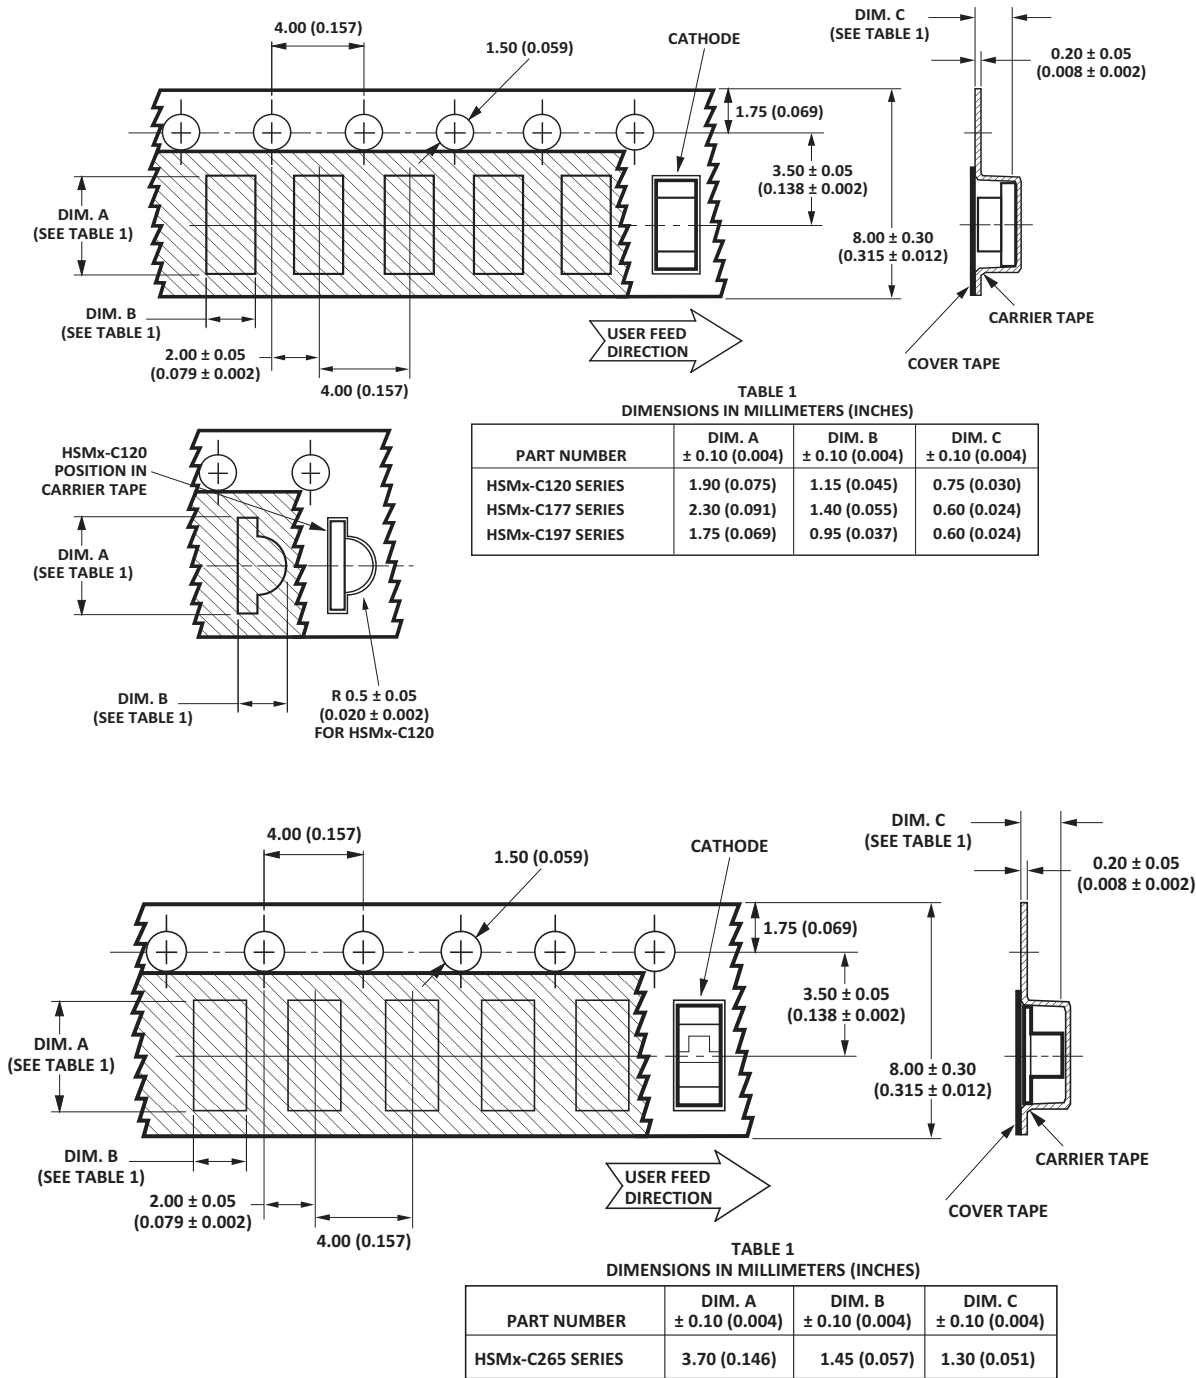 4.00 (0.157)
1.50 (0.059)
CATHODE
DIM. C
(SEE TABLE 1)
0.20 ± 0.05
(0.008 ± 0.002)
1.75 (0.069)
3.50 ± 0.05
(0.138 ± 0.002)
DIM. A
(SEE TABLE 1)
8.00 ± 0.30
(0.315 ± 0.012)
DIM. B
(SEE TABLE 1)
2.00 ± 0.05
(0.079 ± 0.002)
4.00 (0.157)
USER FEED
DIRECTION
CARRIER TAPE
COVER TAPE
TABLE 1
DIMENSIONS IN MILLIMETERS (INCHES)
PART NUMBER DIM. A ± 0.10 (0.004) DIM. B ± 0.10 (0.004) DIM. C ± 0.10 (0.004)
HSMx-C120 SERIES 1.90 (0.075) 1.15 (0.045) 0.75 (0.030)
HSMx-C177 SERIES 2.30 (0.091) 1.40 (0.055) 0.60 (0.024)
HSMx-C197 SERIES 1.75 (0.069) 0.95 (0.037) 0.60 (0.024)
HSMx-C120
POSITION IN
CARRIER TAPE
DIM. A
(SEE TABLE 1)
DIM. B
(SEE TABLE 1)
R 0.5 ± 0.05
(0.020 ± 0.002)
FOR HSMx-C120
4.00 (0.157)
1.50 (0.059)
CATHODE
DIM. C
(SEE TABLE 1)
0.20 ± 0.05
(0.008 ± 0.002)
1.75 (0.069)
3.50 ± 0.05
(0.138 ± 0.002)
DIM. A
(SEE TABLE 1)
8.00 ± 0.30
(0.315 ± 0.012)
DIM. B
(SEE TABLE 1)
2.00 ± 0.05
(0.079 ± 0.002)
4.00 (0.157)
USER FEED
DIRECTION
CARRIER TAPE
COVER TAPE
TABLE 1
DIMENSIONS IN MILLIMETERS (INCHES)
PART NUMBER DIM. A ± 0.10 (0.004) DIM. B ± 0.10 (0.004) DIM. C ± 0.10 (0.004)
HSMx-C265 SERIES 3.70 (0.146) 1.45 (0.057) 1.30 (0.051)